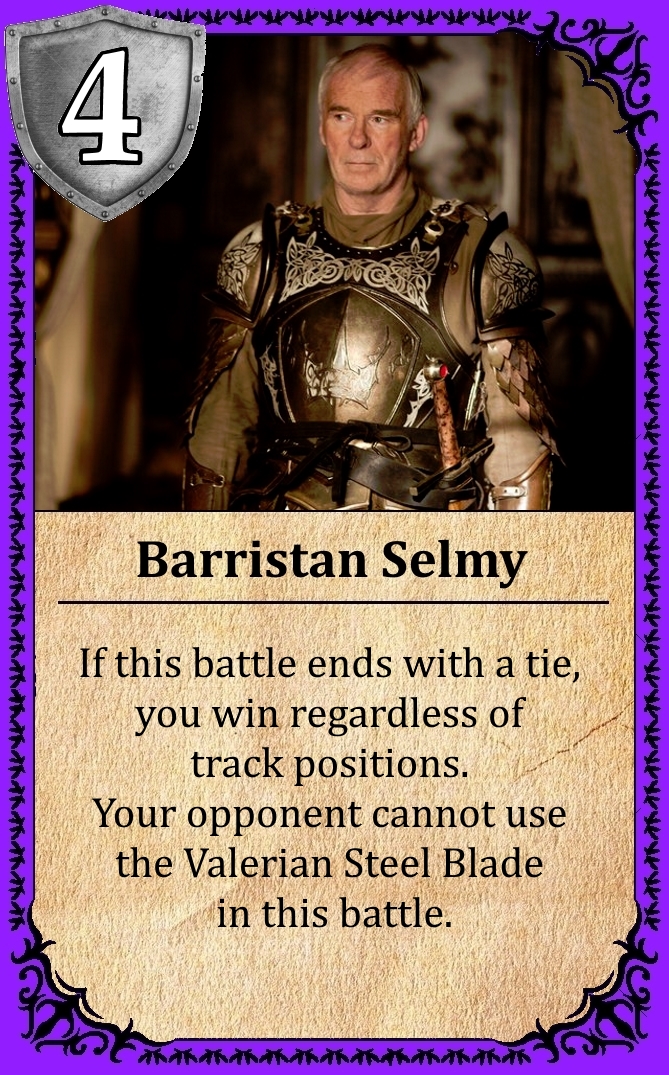 4
Barristan Selmy
If this battle ends with a tie,
you win regardless of
track positions.
Your opponent cannot use
the Valerian Steel Blade
in this battle.